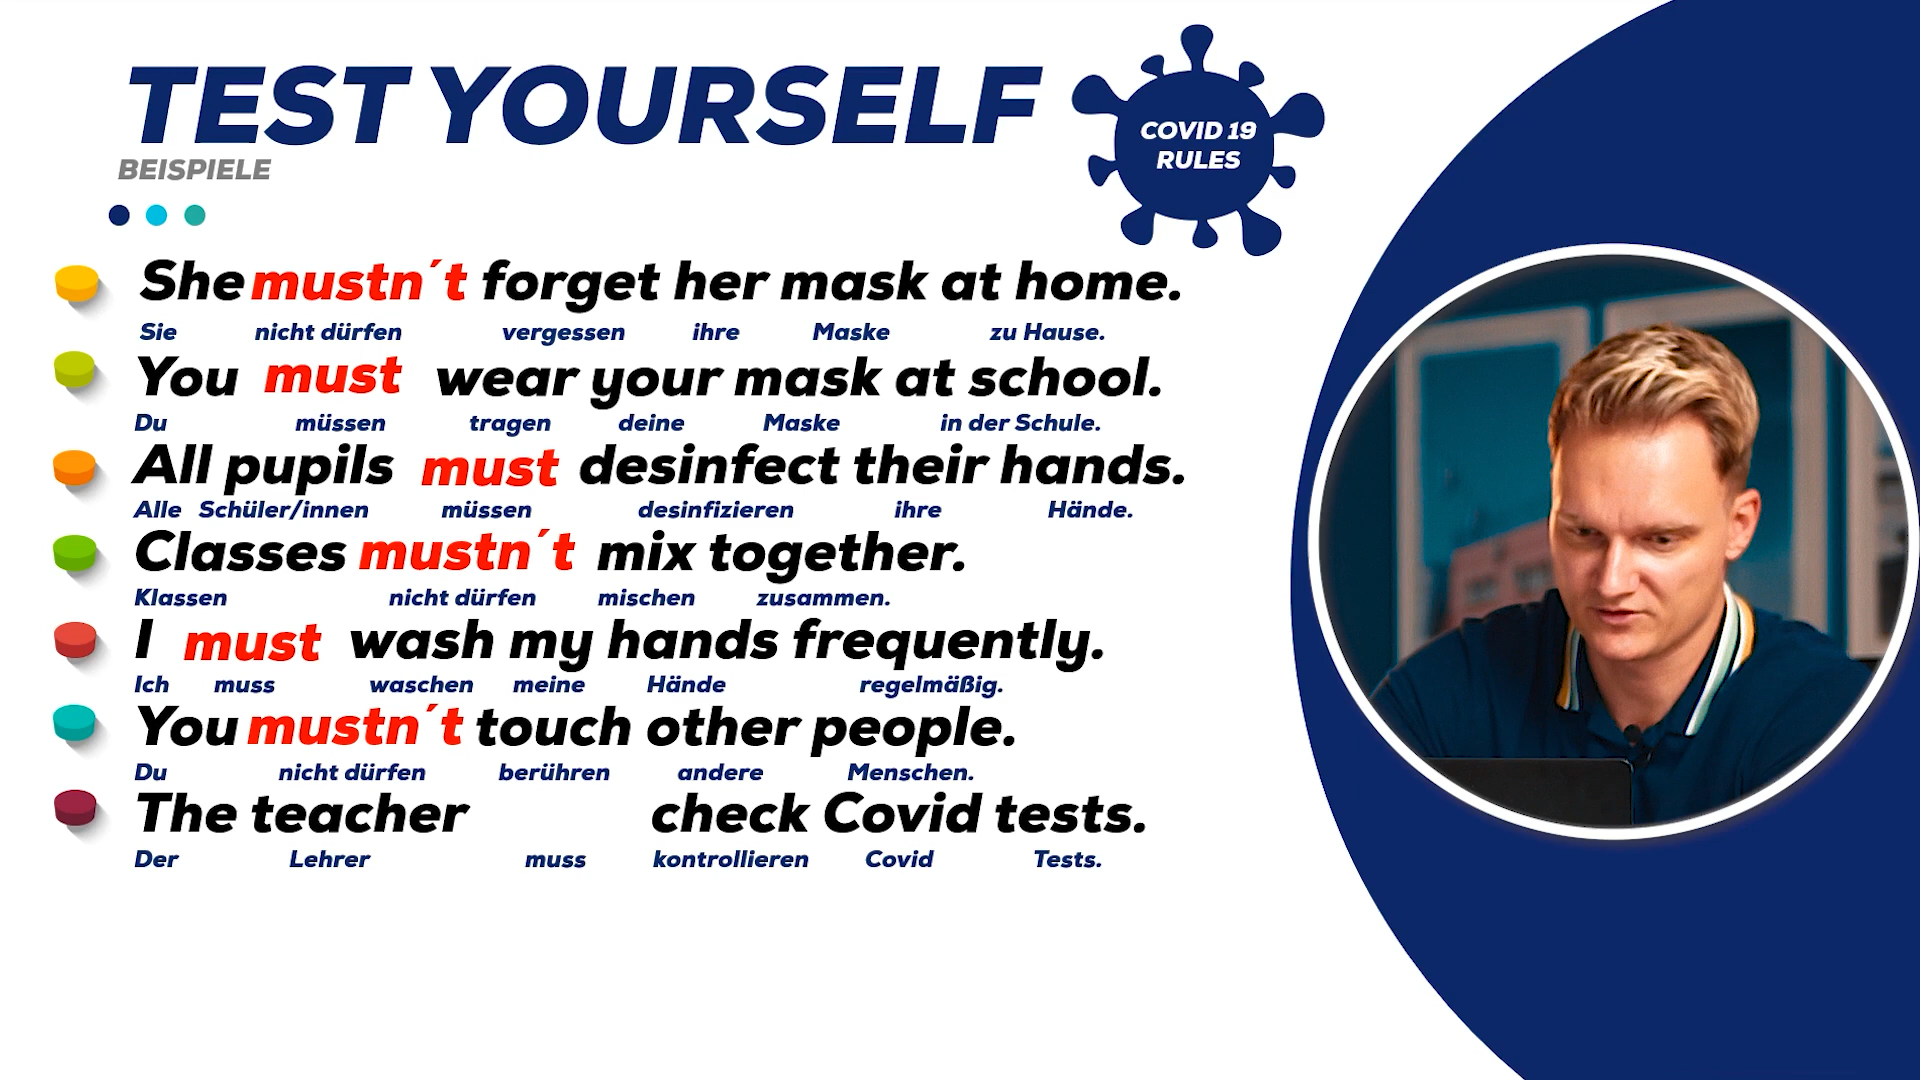 TEST YOURSELF
BEISPIELE
COVID 19
RULES
She mustn´t forget her mask at home.
Sie nicht dürfen vergessen ihre Maske zu Hause.
You must wear your mask at school.
Du müssen tragen deine Maske in der Schule.
All pupils must desinfect their hands.
Alle Schüler/innen müssen desinfizieren ihre Hände.
Classes mustn´t mix together.
Klassen nicht dürfen mischen zusammen.
I must wash my hands frequently.
Ich muss waschen meine Hände regelmäßig.
You mustn´t touch other people.
Du nicht dürfen berühren andere Menschen.
The teacher check Covid tests.
Der Lehrer muss kontrollieren Covid Tests.